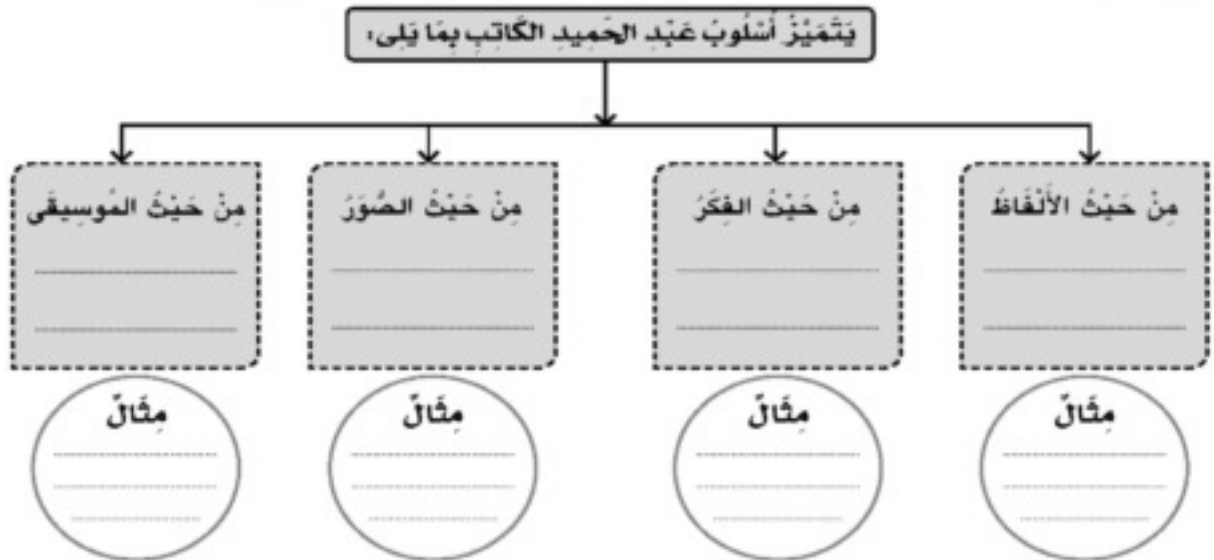 يَتَمَيَّزُ أُسْلُوبُ عَبْدِ الحَمِيدِ الكَاتِبِ بِمَا يَلِى:
مِنْ حَيْثُ الأَلْفَاظُ
مِنْ حَيْثُ الفِكَرُ
مِنْ حَيْثُ الصُّوَرُ
مِنْ حَيْثُ المُوسِيقَى
مِثَالٌ
مِثَالٌ
مِثَالٌ
مِثَالٌ